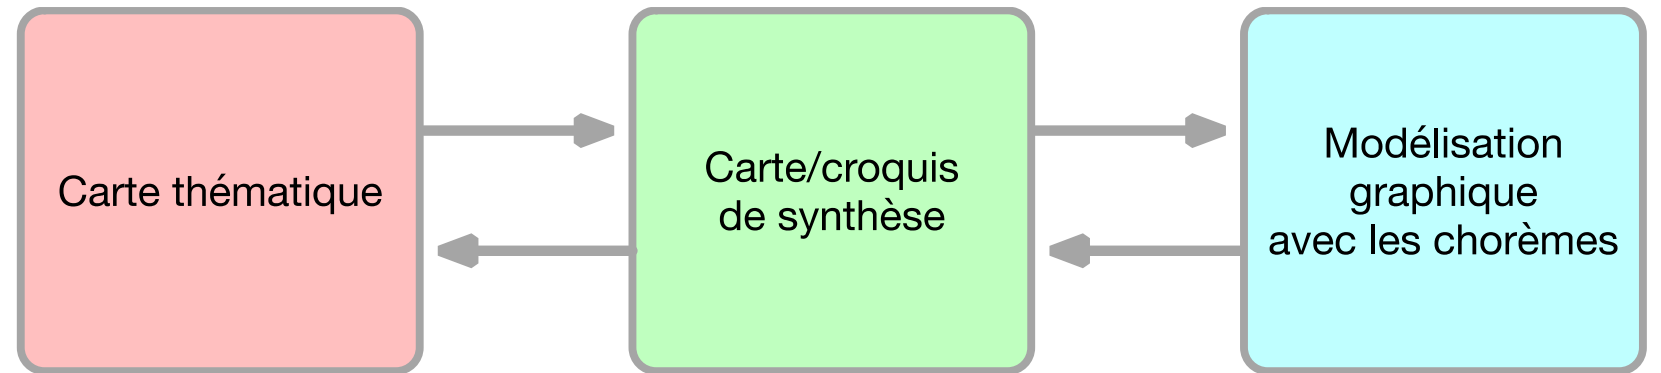 Carte thématique
Carte/croquis
de synthèse
Modélisation
graphique
avec les chorèmes